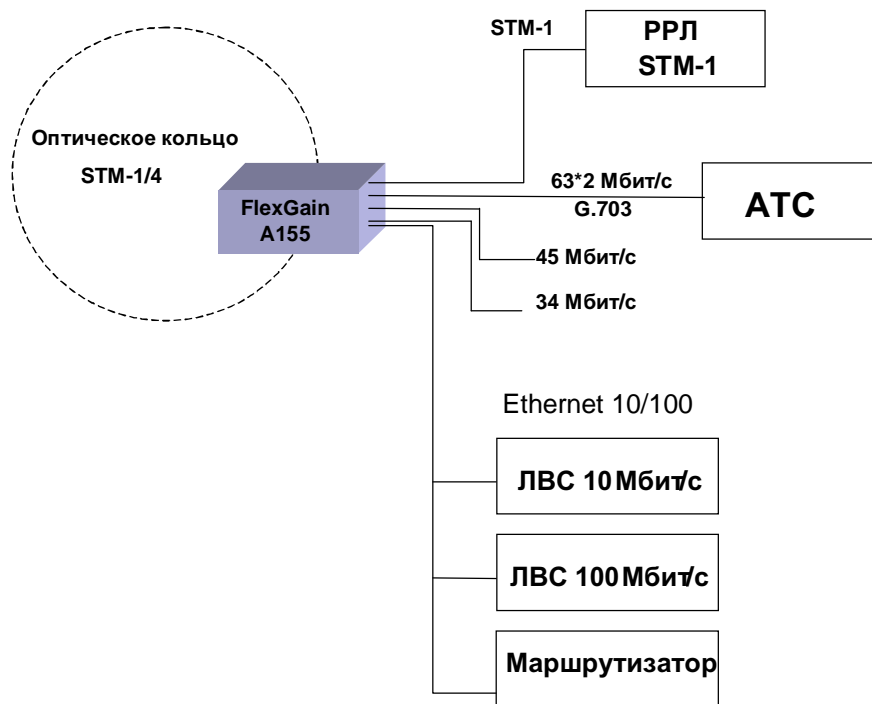 STM-1
РРЛ
STM-1
Оптическое кольцо
STM-1/4
FlexGain
A155
63*2 Мбит/с
G.703
АТС
45 Мбит/с
34 Мбит/с
Ethernet 10/100
ЛВС 10 Мбит/с
ЛВС 100 Мбит/с
Маршрутизатор